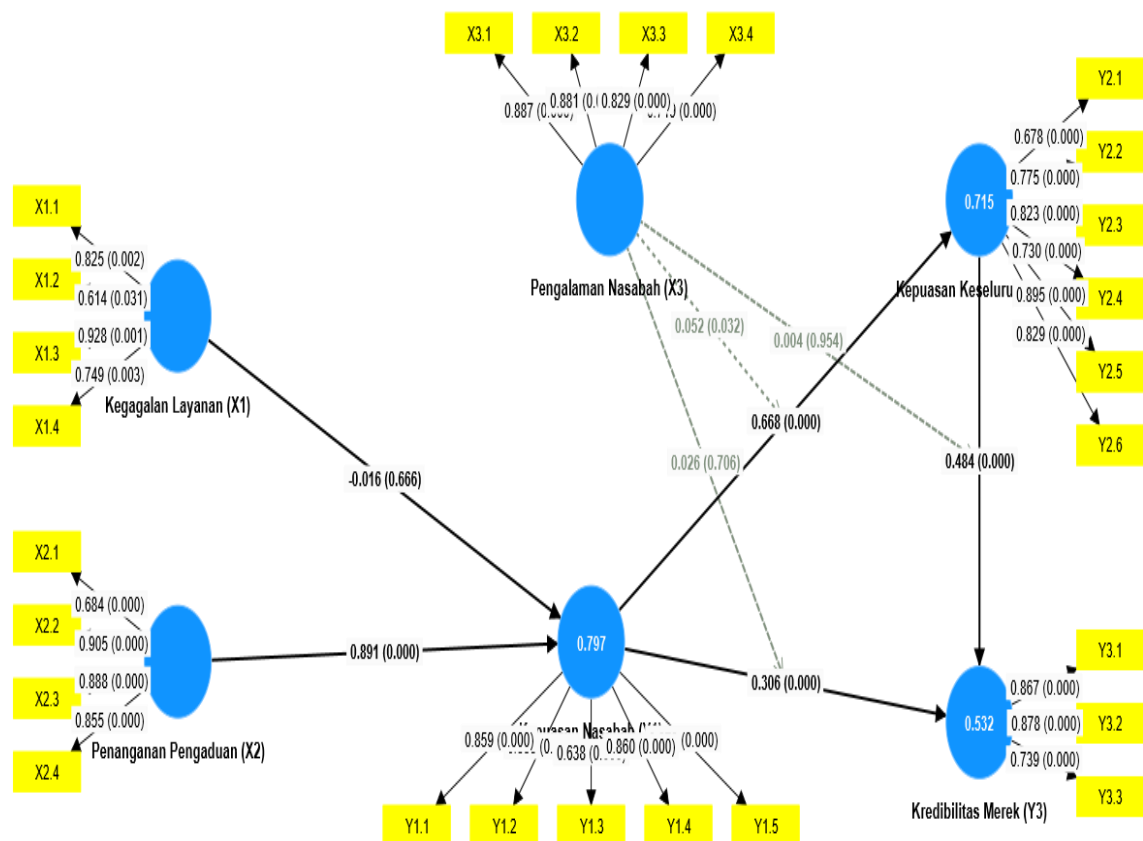 X3.1
X3.2
X3.3
X3.4
0.881
0.829 (0.000)
(0.000)
0.887
Y2.1
0.678 (0.000)
Y2.2
0.775 (0.000)
0.715
0.823 (0.000)
Y2.3
0.730 (0.000)
Kepuasan Keseluru
0.895 (0.000)
Y2.4
0.829 (0.000)
Y2.5
Y2.6
X1.1
0.825 (0.002)
X1.2
0.614 (0.031)
0.928 (0.001)
X1.3
0.749 (0.003)
Kegagalan Layanan (X1)
X1.4
Pengalaman Nasabah (X3)
0.052 (0.032)
0.004 (0.954)
0.668 (0.000)
0.026 (0.706)
0.484 (0.000)
-0.016 (0.666)
X2.1
0.684 (0.000)
X2.2
0.905 (0.000)
0.888 (0.000)
X2.3
0.855 (0.000)
Penanganan Pengaduan (X2)
X2.4
0.891 (0.000)
0.797
0.306 (0.000)
Nasabah
0.859 (0.000)
0.638
0.860 (0.000)
(0.000)
Y1.1
Y1.2
Y1.3
Y1.4
Y1.5
Y3.1
0.867 (0.000)
0.532
0.878 (0.000)
Y3.2
0.739 (0.000)
Y3.3
Kredibilitas Merek (Y3)